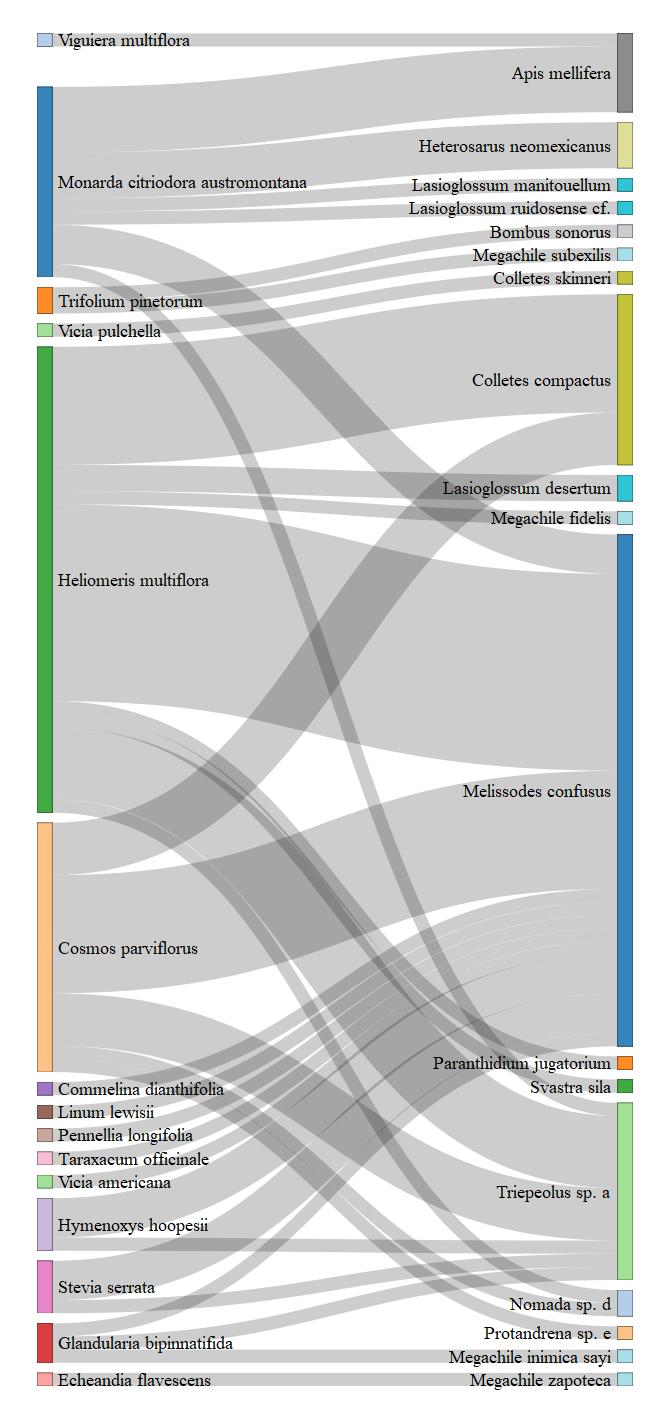 Viguiera multiflora
Monarda citriodora austromontana
Trifolium pinetorum
Vicia pulchella
Heliomeris multiflora
Cosmos parviflorus
Commelina dianthifolia
Linum lewisii
Pennellia longifolia
Taraxacum officinale
Vicia americana
Hymenoxys hoopesii
Stevia serrata
Glandularia bipinnatifida
Echeandia flavescens
Apis mellifera
Heterosarus neomexicanus
Lasioglossum manitouellum
Lasioglossum ruidosense cf.
Bombus sonorus
Megachile subexilis
Colletes skinneri
Colletes compactus
Lasioglossum desertum
Megachile fidelis
Melissodes confusus
Paranthidium jugatorium
Svastra sila
Triepeolus sp. a
Nomada sp. d
Protandrena sp. e
Megachile inimica sayi
Megachile zapoteca